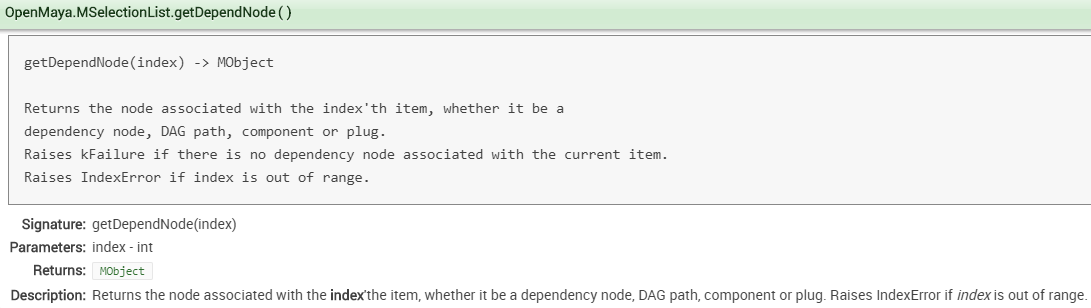 OpenMaya.MSelectionList.getDependNode ( )
getDependNode(index) -> MObject
Returns the node associated with the index'th item, whether it be a
dependency node, DAG path, component or plug.
Raises kFailure if there is no dependency node associated with the current item.
Raises IndexError if index is out of range.
Signature: getDependNode(index)
Parameters: index - int
Returns: MObject
Description: Returns the node associated with the index'the item, whether it be a dependency node, DAG path, component or plug. Raises IndexError if index is out of range